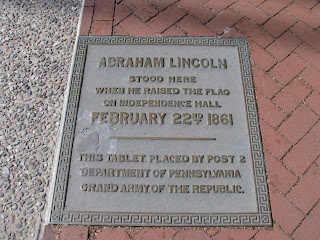 ABRAHAM LINCOLN
STOOD HERE
WHEN HE RAISED THE FLAG
ON INDEPENDENCE HALL
FEBRUARY 22ND 1861
THIS TABLET PLACED BY POST 2
DEPARTMENT OF PENNSYLVANIA
GRAND ARMY OF THE REPUBLIC.